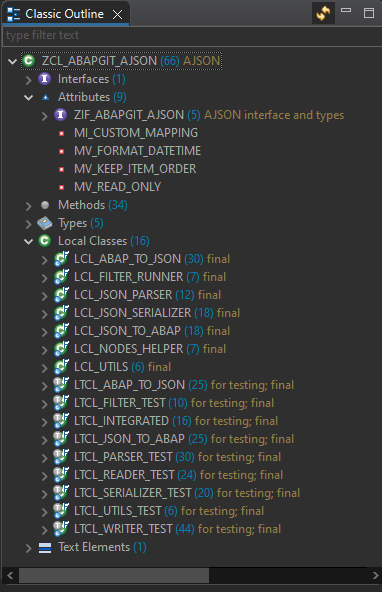 Classic Outline
type filter text
ZCL_ABAPGIT_AJSON (66) AJSON
Interfaces (1)
Attributes (9)
ZIF_ABAPGIT_AJSON (5) AJSON interface and types
MI_CUSTOM_MAPPING
MV_FORMAT_DATETIME
MV_KEEP_ITEM_ORDER
MV_READ_ONLY
Methods (34)
Types (5)
Local Classes (16)
LCL_ABAP_TO_JSON (30) final
LCL_FILTER_RUNNER (7) final
LCL_JSON_PARSER (12) final
LCL_JSON_SERIALIZER (18) final
LCL_JSON_TO_ABAP (18) final
LCL_NODES_HELPER (7) final
LCL_UTILS (6) final
LTCL_ABAP_TO_JSON (25) for testing; final
LTCL_FILTER_TEST (10) for testing; final
LTCL_INTEGRATED (16) for testing; final
LTCL_JSON_TO_ABAP (25) for testing; final
LTCL_PARSER_TEST (30) for testing; final
LTCL_READER_TEST (24) for testing; final
LTCL_SERIALIZER_TEST (20) for testing; final
LTCL_UTILS_TEST (6) for testing; final
LTCL_WRITER_TEST (44) for testing; final
Text Elements (1)